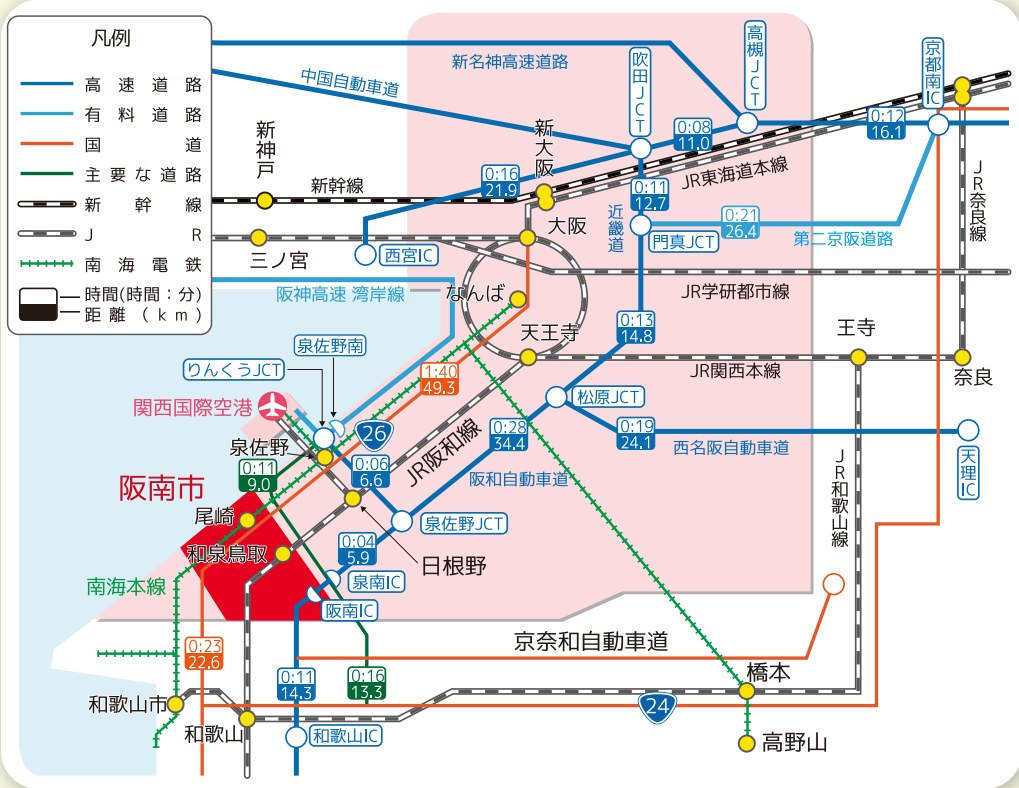 凡例
高速道路
有料道路
国道
主要な道路
新幹線
JR
南海電鉄
時間(時間：分)
距離(km)
新名神高速道路
中国自動車道
吹田JCT
高槻JCT
京都南IC
0:12
16.1
0:08
11.0
新神戸
新大阪
新幹線
0:16
21.9
JR東海道本線
0:11
12.7
JR奈良線
近畿道
0:21
26.4
大阪
門真JCT
第二京阪道路
三ノ宮
西宮IC
阪神高速 湾岸線
なんば
JR学研都市線
0:13
14.8
天王寺
王寺
泉佐野南
りんくうJCT
1:40
49.3
JR関西本線
奈良
関西国際空港
松原JCT
26
0:28
34.4
0:19
24.1
西名阪自動車道
泉佐野
JR阪和線
0:11
9.0
0:06
6.6
阪和自動車道
天理IC
阪南市
JR和歌山線
尾崎
泉佐野JCT
和泉鳥取
0:04
5.9
日根野
南海本線
泉南IC
阪南IC
京奈和自動車道
0:23
22.6
0:11
14.3
0:16
13.3
橋本
和歌山市
24
和歌山
和歌山IC
高野山